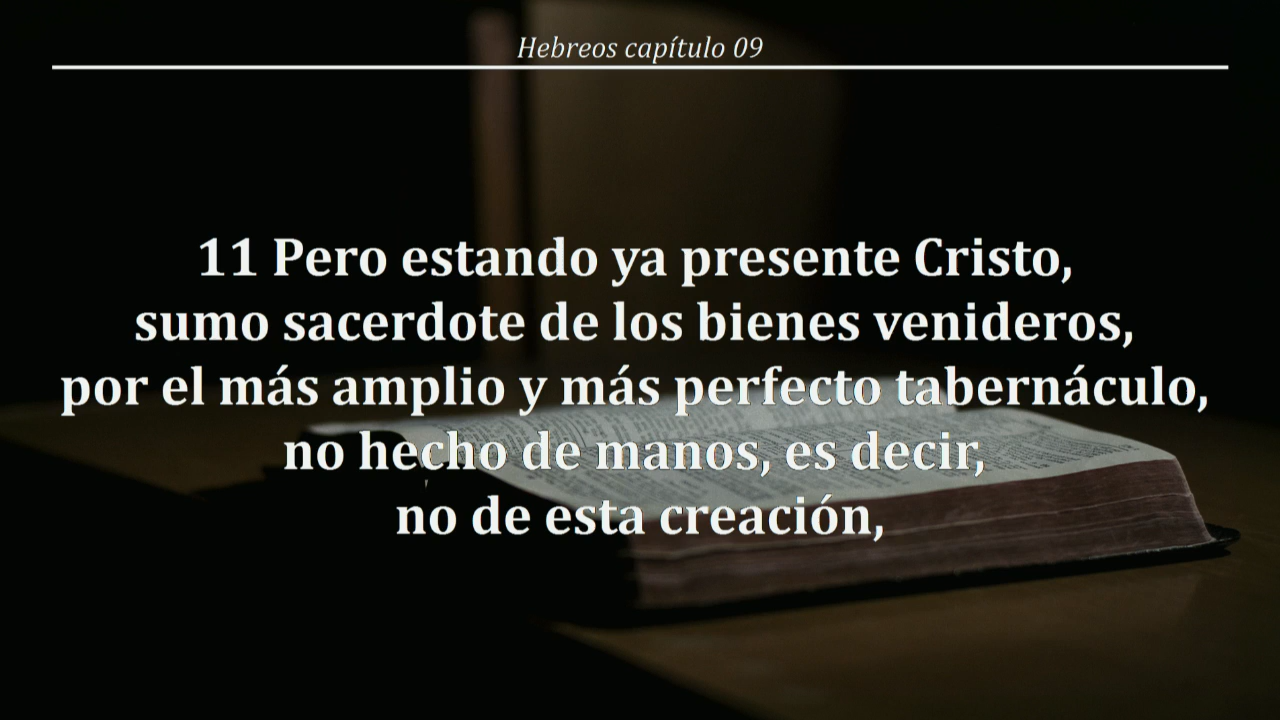 Hebreos capítulo 09
11 Pero estando ya presente Cristo,
sumo sacerdote de los bienes venideros,
por el más amplio y más perfecto tabernáculo,
no hecho de manos, es decir,
no de esta creación,